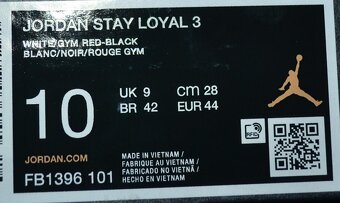 JORDAN STAY LOYAL 3
WHITE/GYM RED-BLACK
BLANC/NOIR/ROUGE GYM
10
UK 9 CM 28
BR 42 EUR 44
RFID
JORDAN.COM
FB1396 101
MADE IN VIETNAM /
FABRIQUE AU VIETNAM /
FABRICADO NO VIETNÃ /
HECHO EN VIETNAM